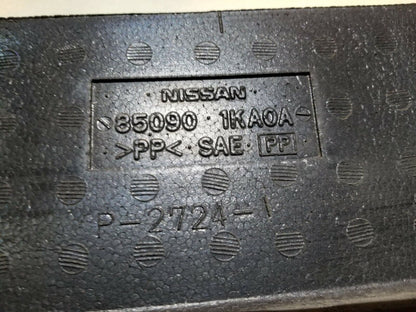 NISSAN
85090 1KA0A
>PP< SAE PP
P-2724-1